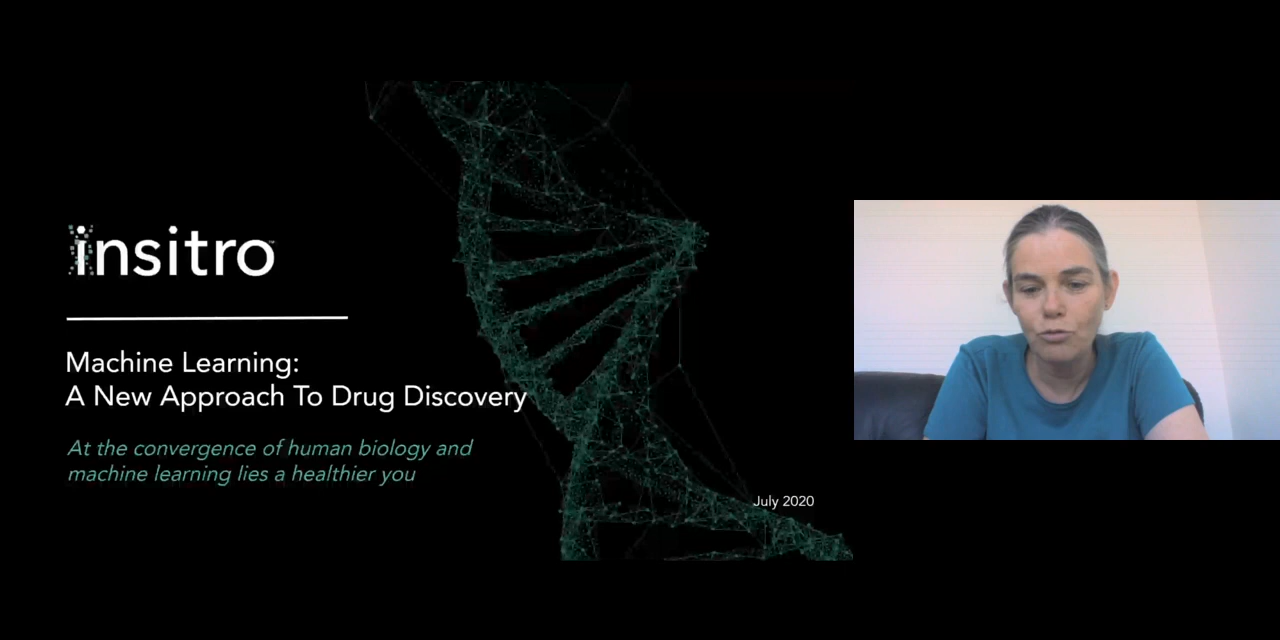 insitro
Machine Learning:
A New Approach To Drug Discovery
At the convergence of human biology and
machine learning lies a healthier you
July 2020